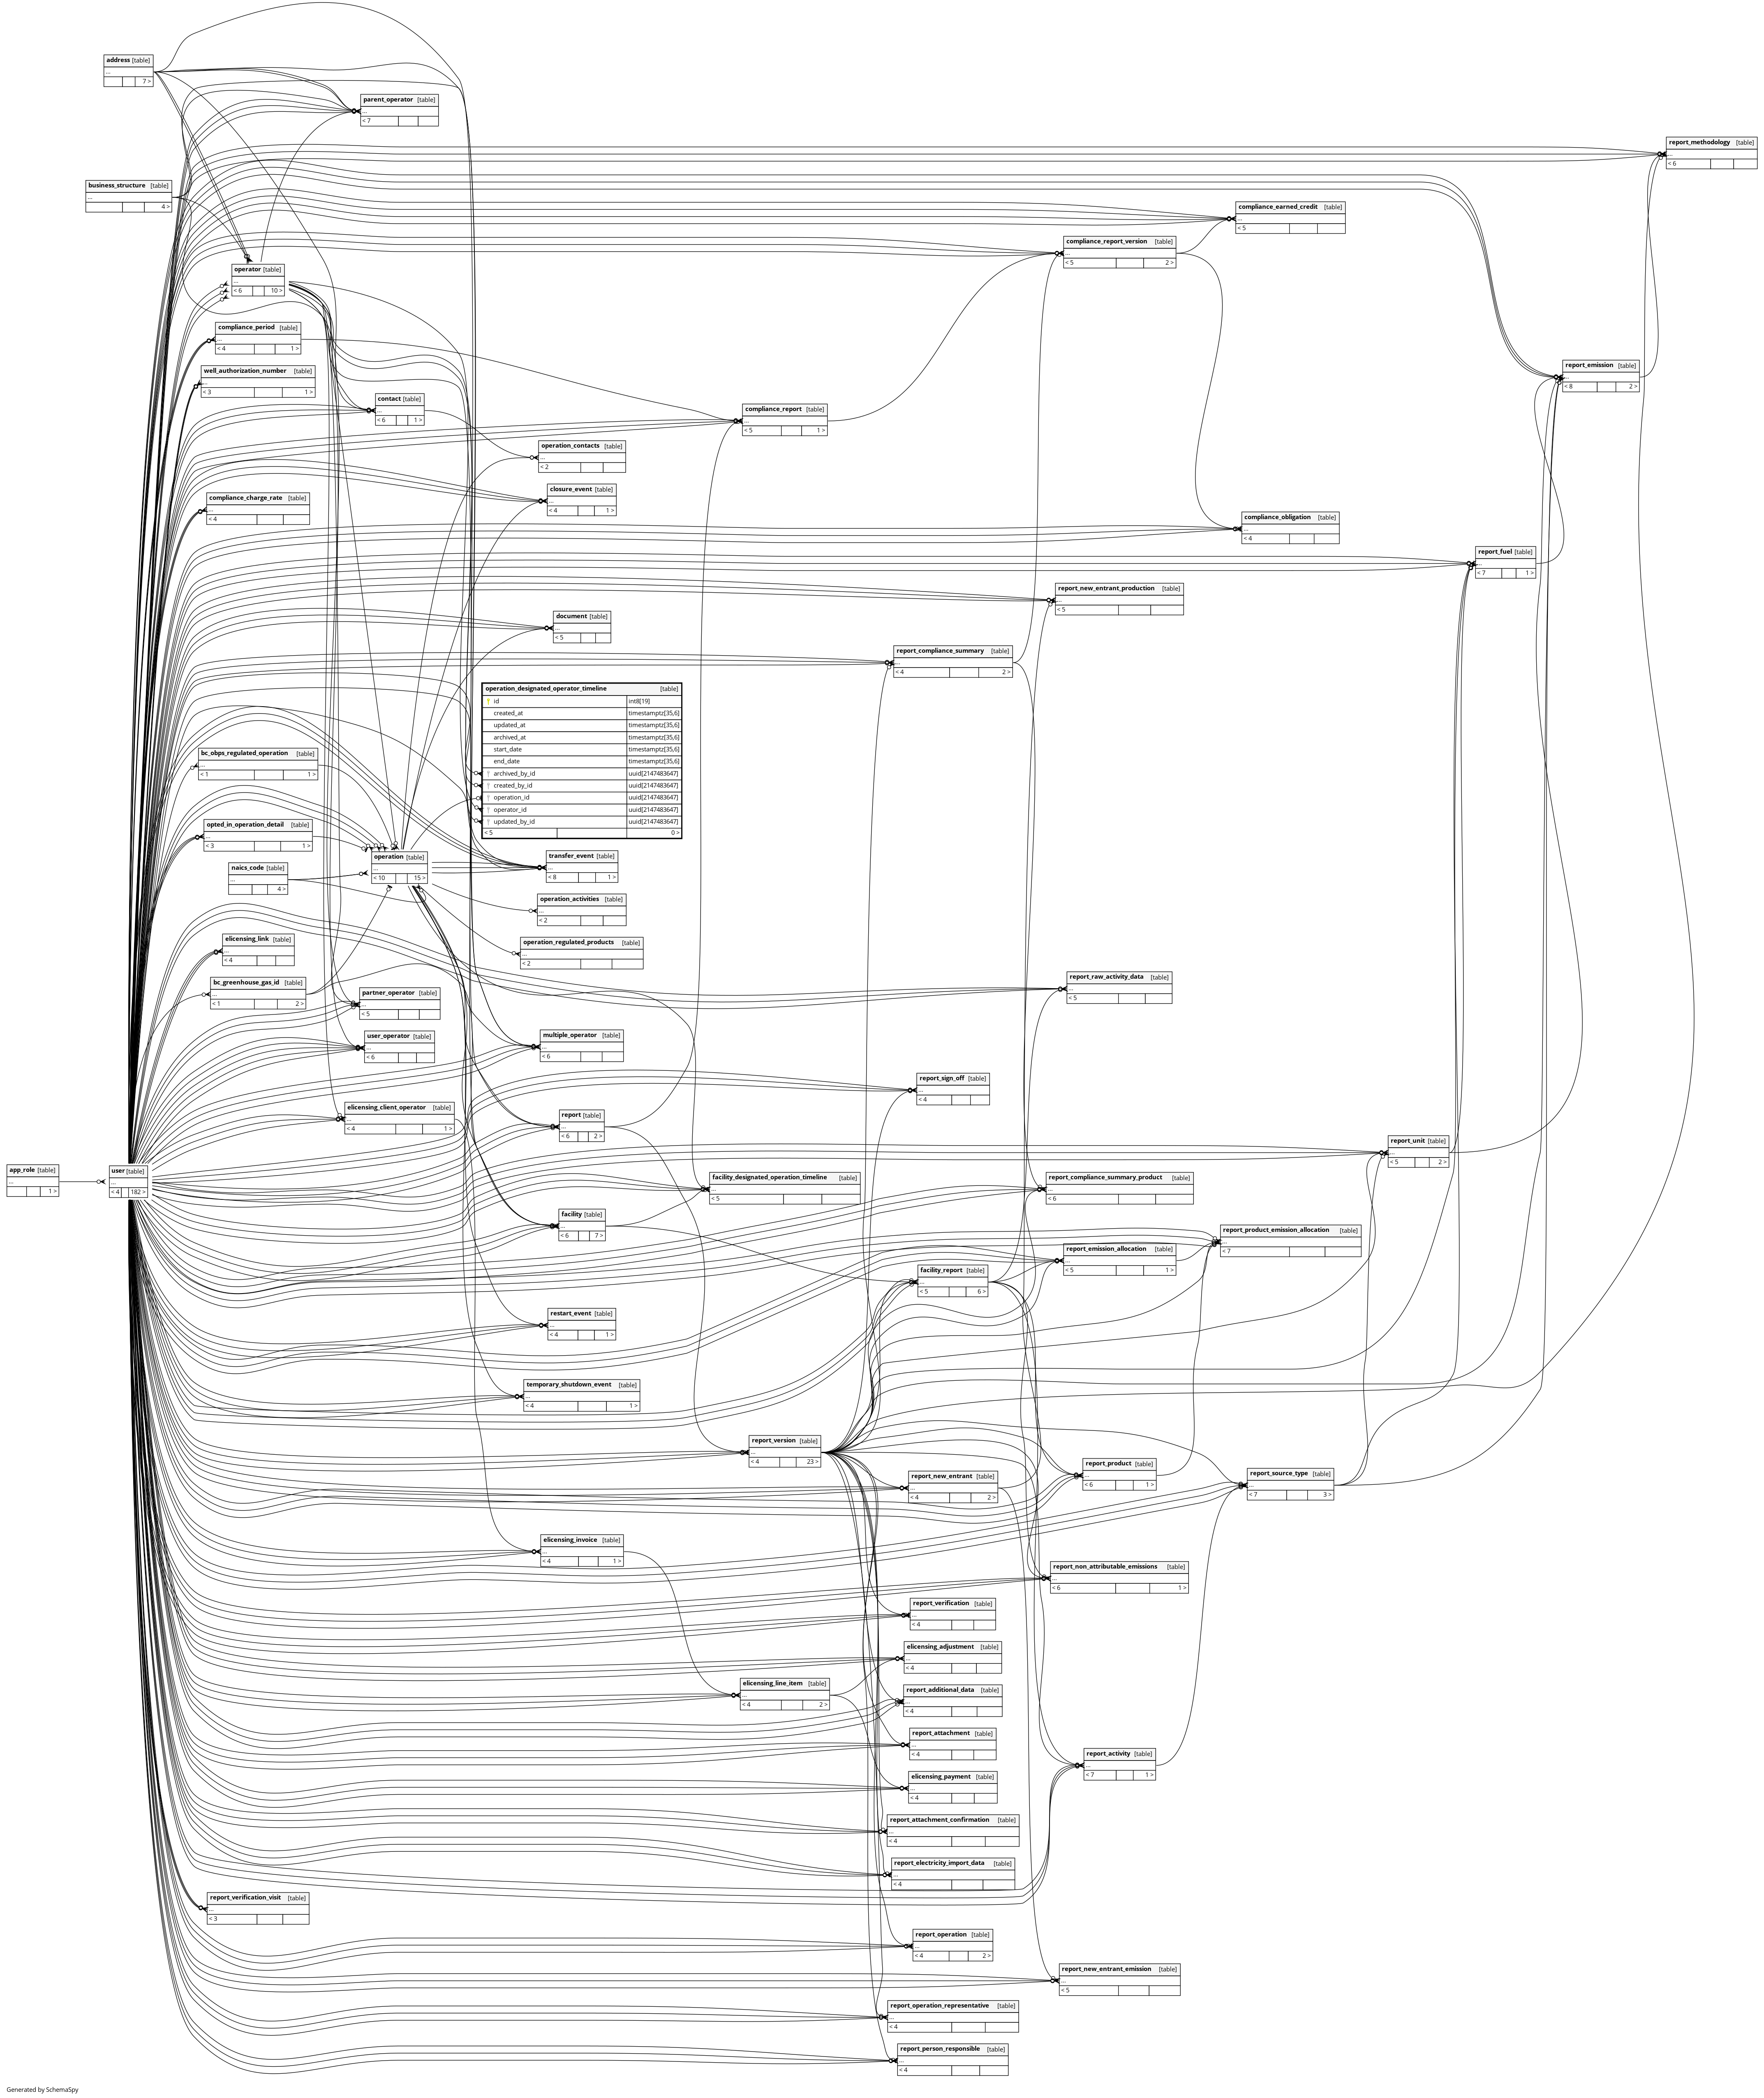 address [table]
...
7 >
parent_operator [table]
...
< 7
report_methodology [table]
...
< 6
business_structure [table]
...
4 >
compliance_earned_credit [table]
...
< 5
compliance_report_version [table]
...
< 5 2 >
operator [table]
...
< 6 10 >
compliance_period [table]
...
< 4 1 >
well_authorization_number [table]
...
< 3 1 >
report_emission [table]
...
< 8 2 >
contact [table]
...
< 6 1 >
compliance_report [table]
...
< 5 1 >
operation_contacts [table]
...
< 2
closure_event [table]
...
< 4 1 >
compliance_charge_rate [table]
...
< 4
compliance_obligation [table]
...
< 4
report_fuel [table]
...
< 7 1 >
report_new_entrant_production [table]
...
< 5
document [table]
...
< 5
report_compliance_summary [table]
...
< 4 2 >
operation_designated_operator_timeline [table]
id int8[19]
created_at timestamptz[35,6]
updated_at timestamptz[35,6]
archived_at timestamptz[35,6]
start_date timestamptz[35,6]
end_date timestamptz[35,6]
archived_by_id uuid[2147483647]
created_by_id uuid[2147483647]
operation_id uuid[2147483647]
operator_id uuid[2147483647]
updated_by_id uuid[2147483647]
< 5 0 >
bc_obps_regulated_operation [table]
...
< 1 1 >
opted_in_operation_detail [table]
...
< 3 1 >
operation [table]
...
< 10 15 >
transfer_event [table]
...
< 8 1 >
naics_code [table]
...
4 >
operation_activities [table]
...
< 2
elicensing_link [table]
...
< 4
operation_regulated_products [table]
...
< 2
bc_greenhouse_gas_id [table]
...
< 1 2 >
report_raw_activity_data [table]
...
< 5
partner_operator [table]
...
< 5
user_operator [table]
...
< 6
multiple_operator [table]
...
< 6
report_sign_off [table]
...
< 4
elicensing_client_operator [table]
...
< 4 1 >
report [table]
...
< 6 2 >
report_unit [table]
...
< 5 2 >
app_role [table]
...
1 >
user [table]
...
< 4 182 >
facility_designated_operation_timeline [table]
...
< 5
report_compliance_summary_product [table]
...
< 6
facility [table]
...
< 6 7 >
report_product_emission_allocation [table]
...
< 7
report_emission_allocation [table]
...
< 5 1 >
facility_report [table]
...
< 5 6 >
restart_event [table]
...
< 4 1 >
temporary_shutdown_event [table]
...
< 4 1 >
report_version [table]
...
< 4 23 >
report_product [table]
...
< 6 1 >
report_new_entrant [table]
...
< 4 2 >
report_source_type [table]
...
< 7 3 >
elicensing_invoice [table]
...
< 4 1 >
report_non_attributable_emissions [table]
...
< 6 1 >
report_verification [table]
...
< 4
elicensing_adjustment [table]
...
< 4
elicensing_line_item [table]
...
< 4 2 >
report_additional_data [table]
...
< 4
report_attachment [table]
...
< 4
report_activity [table]
...
< 7 1 >
elicensing_payment [table]
...
< 4
report_attachment_confirmation [table]
...
< 4
report_electricity_import_data [table]
...
< 4
report_verification_visit [table]
...
< 3
report_operation [table]
...
< 4 2 >
report_new_entrant_emission [table]
...
< 5
report_operation_representative [table]
...
< 4
report_person_responsible [table]
...
< 4
Generated by SchemaSpy